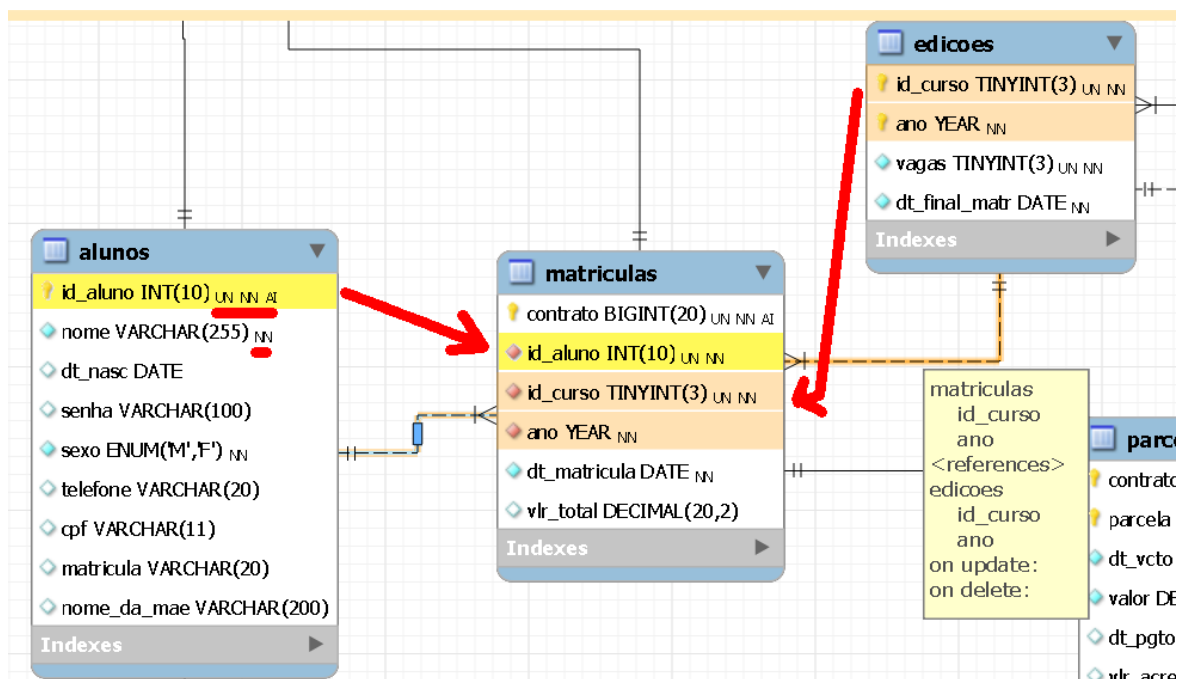 edicoes
id_curso TINYINT(3) UN NN
ano YEAR NN
vagas TINYINT(3) UN NN
dt_final_matr DATE NN
Indexes
alunos
id_aluno INT(10) UN NN AI
nome VARCHAR(255) NN
dt_nasc DATE
senha VARCHAR(100)
sexo ENUM('M','F') NN
telefone VARCHAR(20)
cpf VARCHAR(11)
matricula VARCHAR(20)
nome_da_mae VARCHAR(200)
Indexes
matriculas
contrato BIGINT(20) UN NN AI
id_aluno INT(10) UN NN
id_curso TINYINT(3) UN NN
ano YEAR NN
dt_matricula DATE NN
vlr_total DECIMAL(20,2)
Indexes
matriculas
id_curso
ano
<references>
edicoes
id_curso
ano
on update:
on delete:
parce
contrato
parcela
dt_vcto
valor DE
dt_pgto
vlr_acre